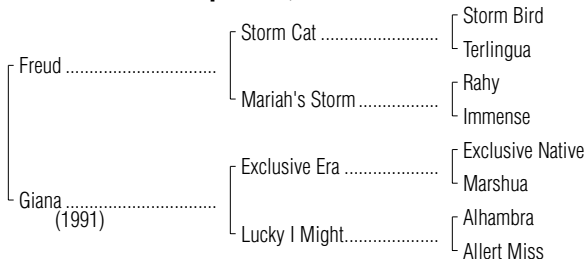 Storm Bird
Storm Cat ....................
Terlingua
Freud ................................
Rahy
Mariah's Storm .................
Immense
Exclusive Native
Exclusive Era ....................
Marshua
Giana ................................
(1991)
Alhambra
Lucky I Might....................
Allert Miss